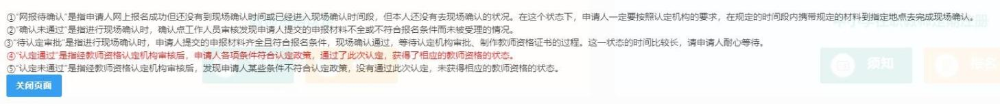 ①“网报待确认”是指申请人网上报名成功但还没有到现场确认时间或已经进入现场确认时间段，但本人还没有去现场确认的状况。在这个状态下，申请人一定要按照认定机构的要求，在规定的时间段内携带规定的材料到指定地点去完成现场确认。
②“确认未通过”是指进行现场确认时，确认点工作人员审核发现申请人提交的申报材料不全或不符合报名条件而未被受理的情况。
③“待认定审批”是指进行现场确认时，申请人提交的申报材料齐全且符合报名条件，现场确认通过，等待认定机构审批、制作教师资格证书的过程。这一状态的时间比较长，请申请人耐心等待。
④“认定通过”是指经教师资格认定机构审核后，申请人各项条件符合认定政策，通过了此次认定，获得了相应的教师资格的状态。
⑤“认定未通过”是指经教师资格认定机构审核后，发现申请人某些条件不符合认定政策，没有通过此次认定，未获得相应的教师资格的状态。
须知
报名
关闭页面